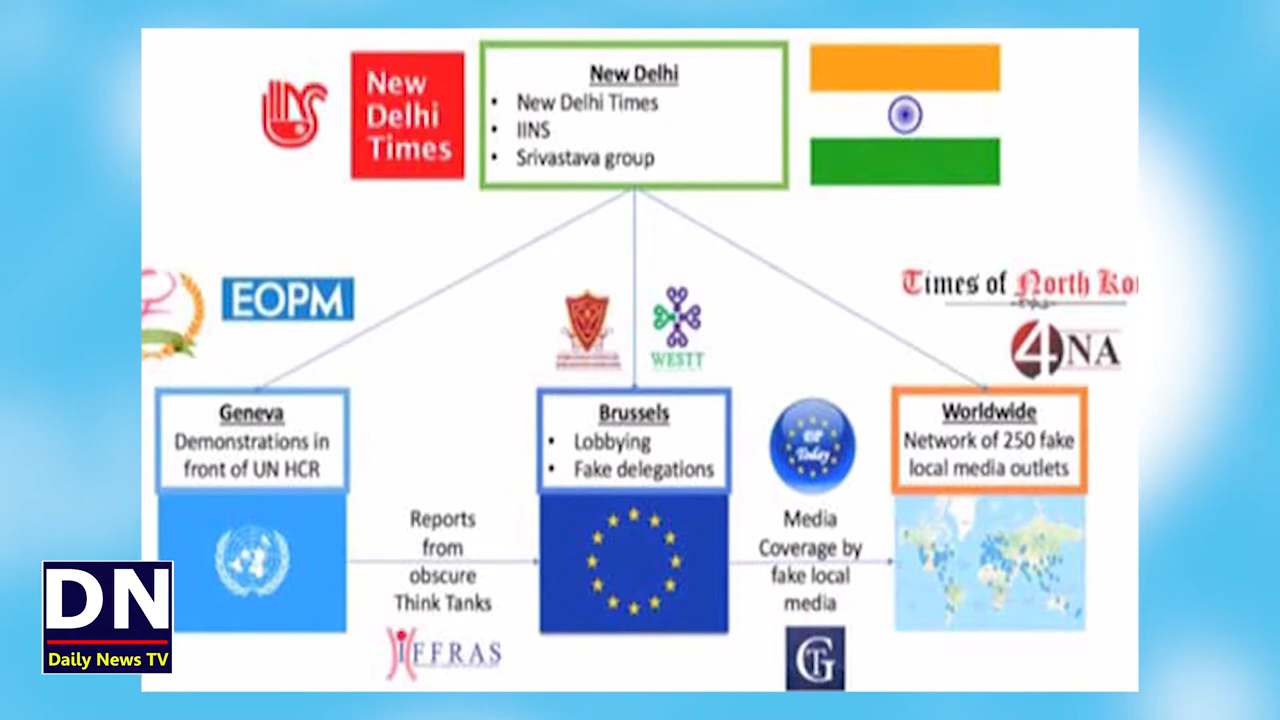 New
Delhi
Times
New Delhi
• New Delhi Times
• IINS
• Srivastava group
EOPM
WESTT
Times of North Ko
4NA
Geneva
Demonstrations in
front of UN HCR
Brussels
• Lobbying
• Fake delegations
EP
Today
Worldwide
Network of 250 fake
local media outlets
Reports
from
obscure
Think Tanks
Media
Coverage by
fake local
media
IFFRAS
TG
DN
Daily News TV